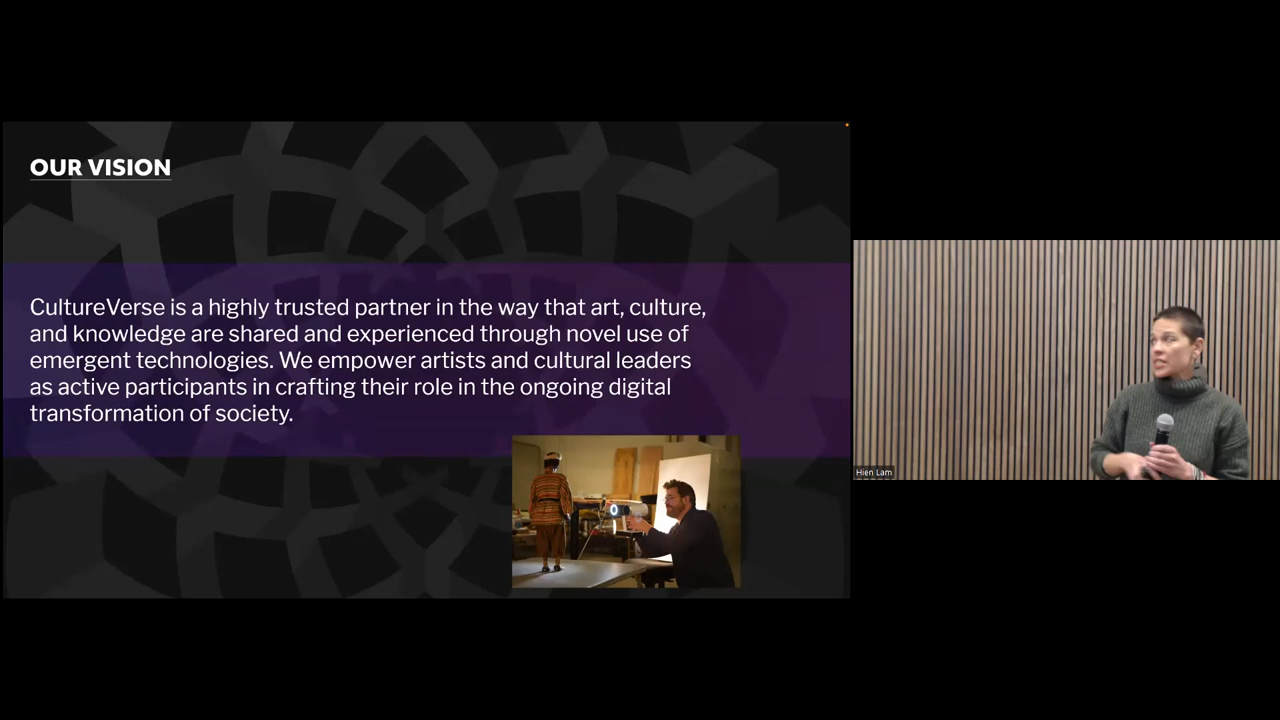 OUR VISION
CultureVerse is a highly trusted partner in the way that art, culture,
and knowledge are shared and experienced through novel use of
emergent technologies. We empower artists and cultural leaders
as active participants in crafting their role in the ongoing digital
transformation of society.
Hien Lam